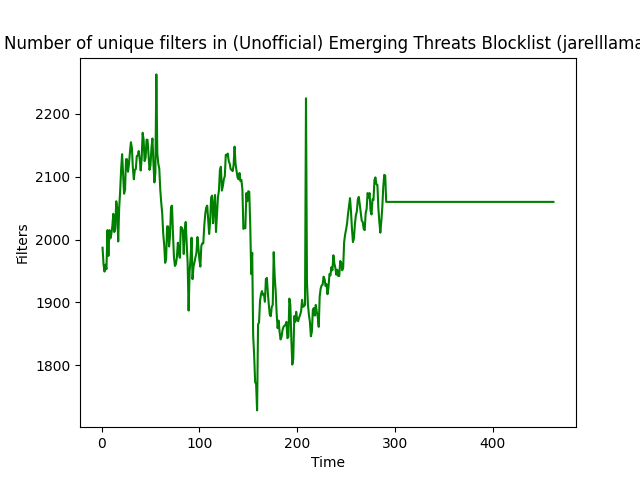 Number of unique filters in (Unofficial) Emerging Threats Blocklist (jarelllama
2200
2100
2000
1900
1800
Filters
0 100 200 300 400
Time